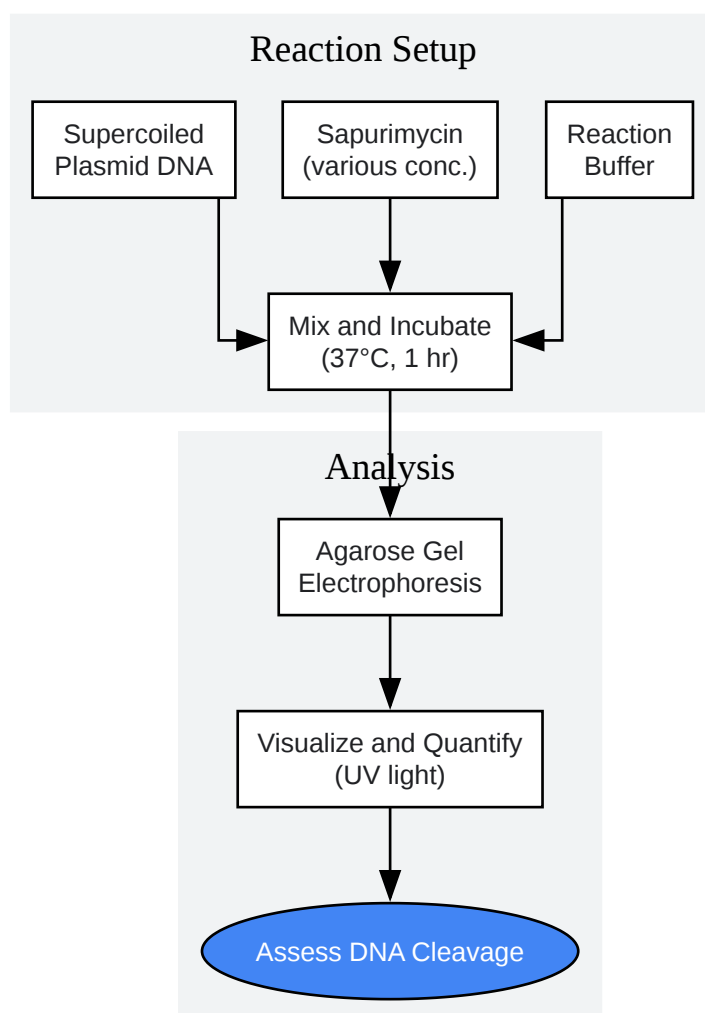 Reaction Setup
Supercoiled
Plasmid DNA
Sapurimycin
(various conc.)
Reaction
Buffer
Mix and Incubate
(37°C, 1 hr)
Analysis
Agarose Gel
Electrophoresis
Visualize and Quantify
(UV light)
Assess DNA Cleavage